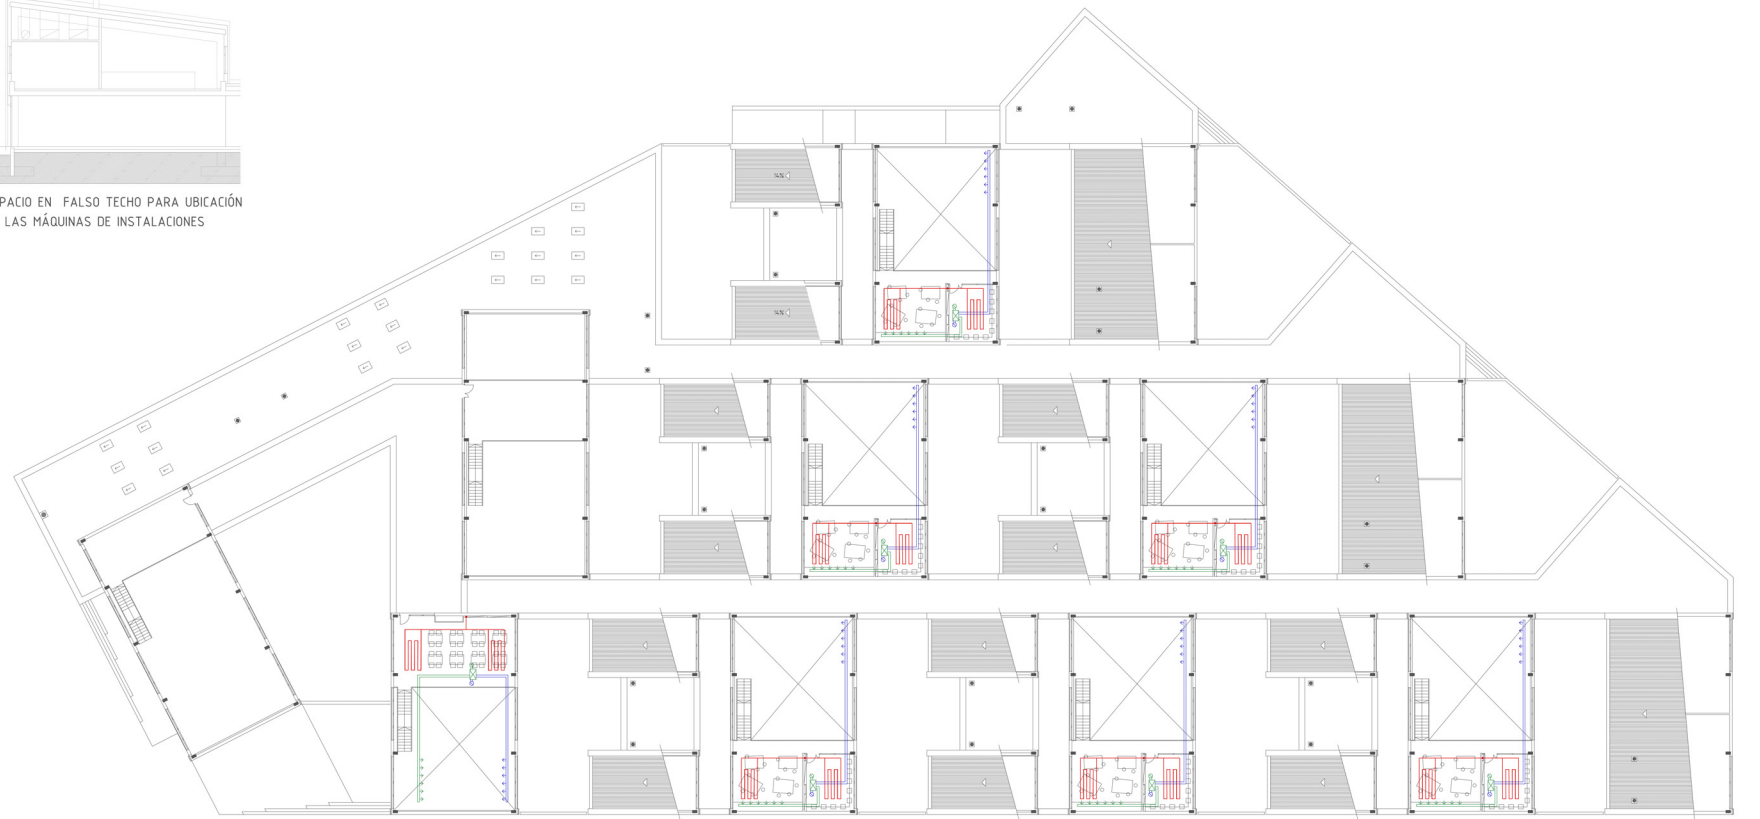 PACIO EN FALSO TECHO PARA UBICACIÓN
LAS MÁQUINAS DE INSTALACIONES